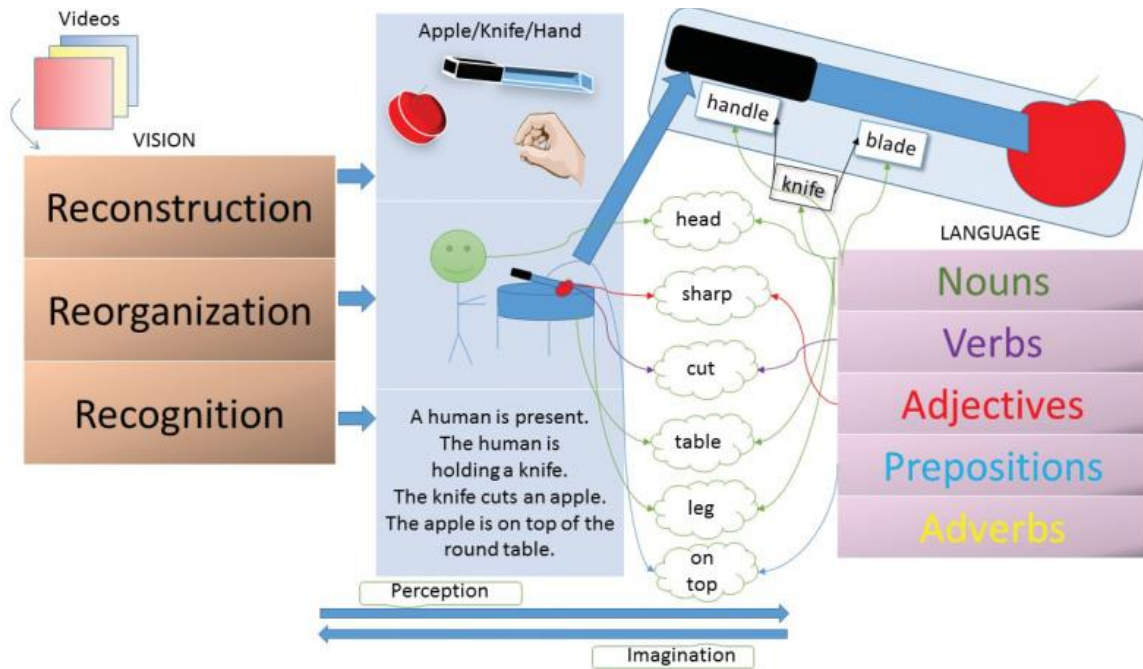 Videos
VISION
Reconstruction
Reorganization
Recognition
Apple/Knife/Hand
A human is present.
The human is
holding a knife.
The knife cuts an apple.
The apple is on top of the
round table.
handle
blade
knife
head
sharp
cut
table
leg
on
top
LANGUAGE
Nouns
Verbs
Adjectives
Prepositions
Adverbs
Perception
Imagination